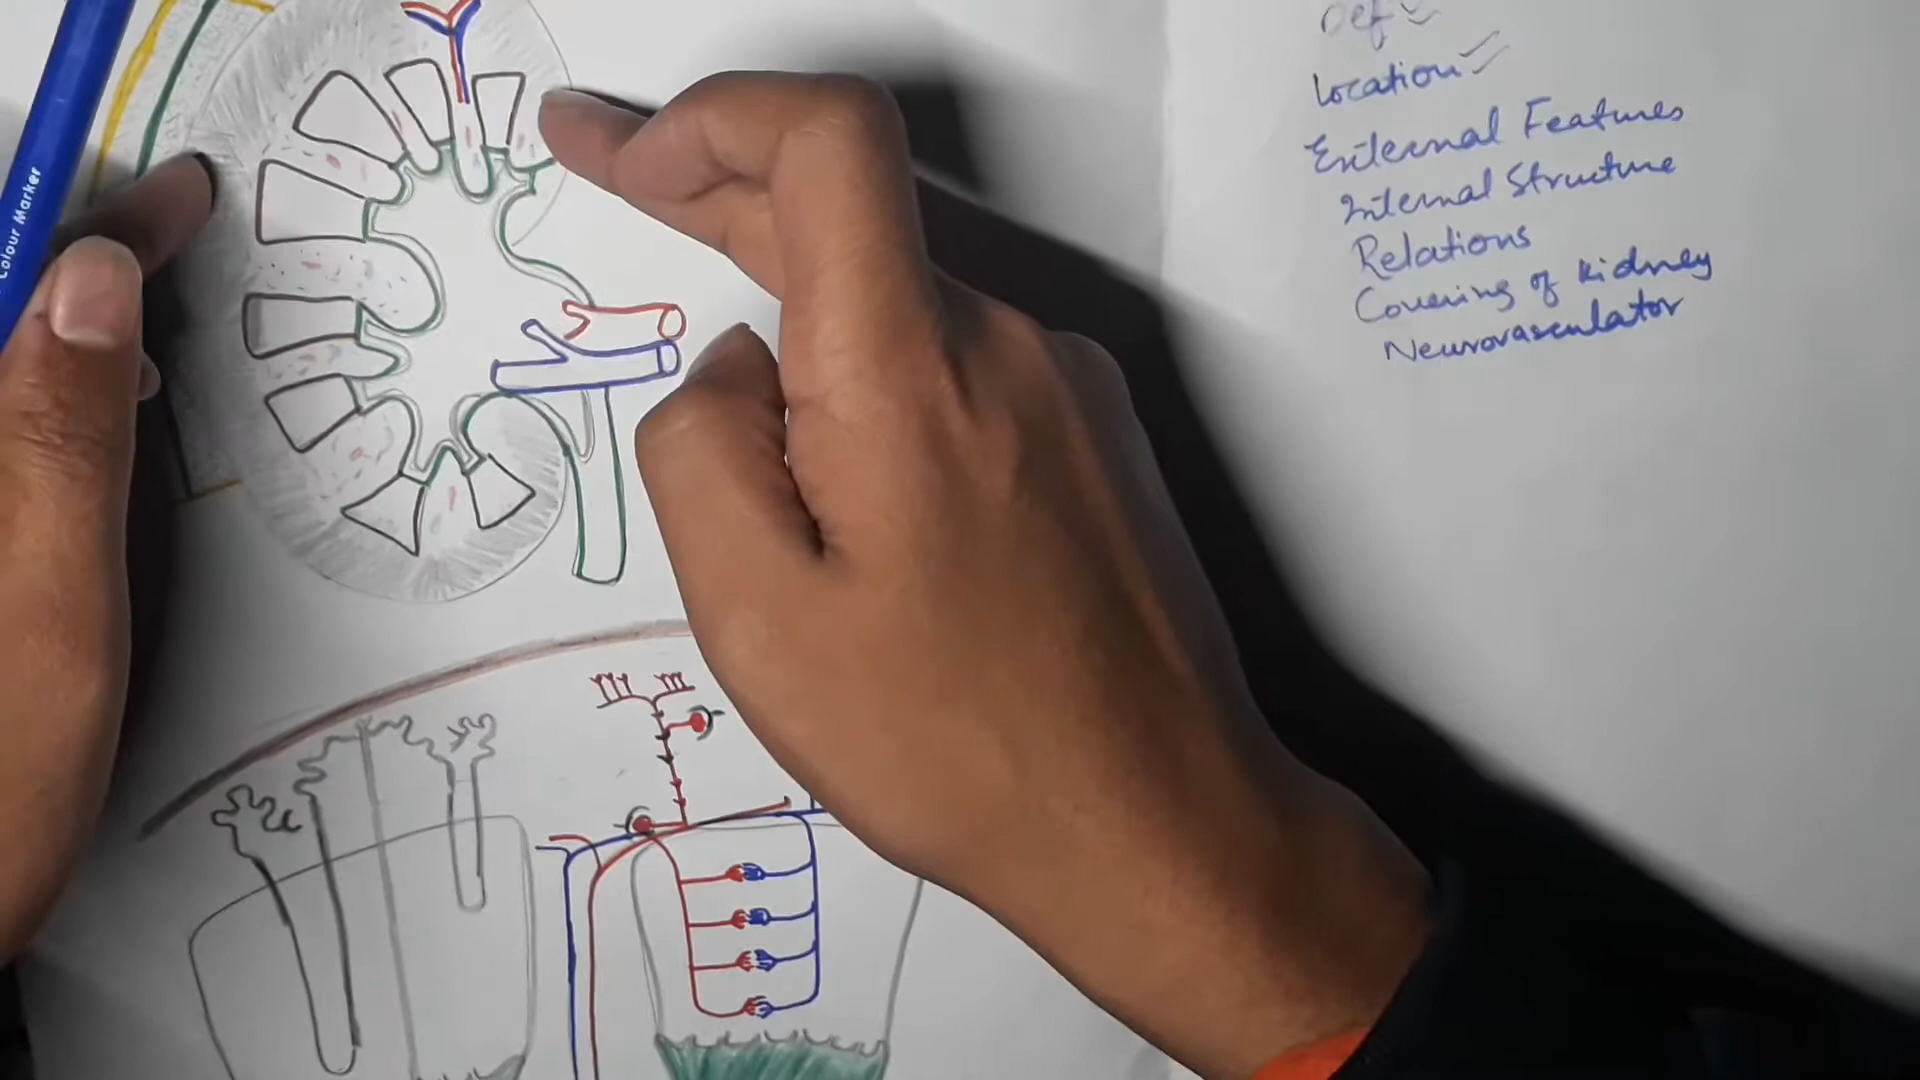 Colour Marker
Def
Location
External Features
Internal Structure
Relations
Covering of kidney
Neurovasculator